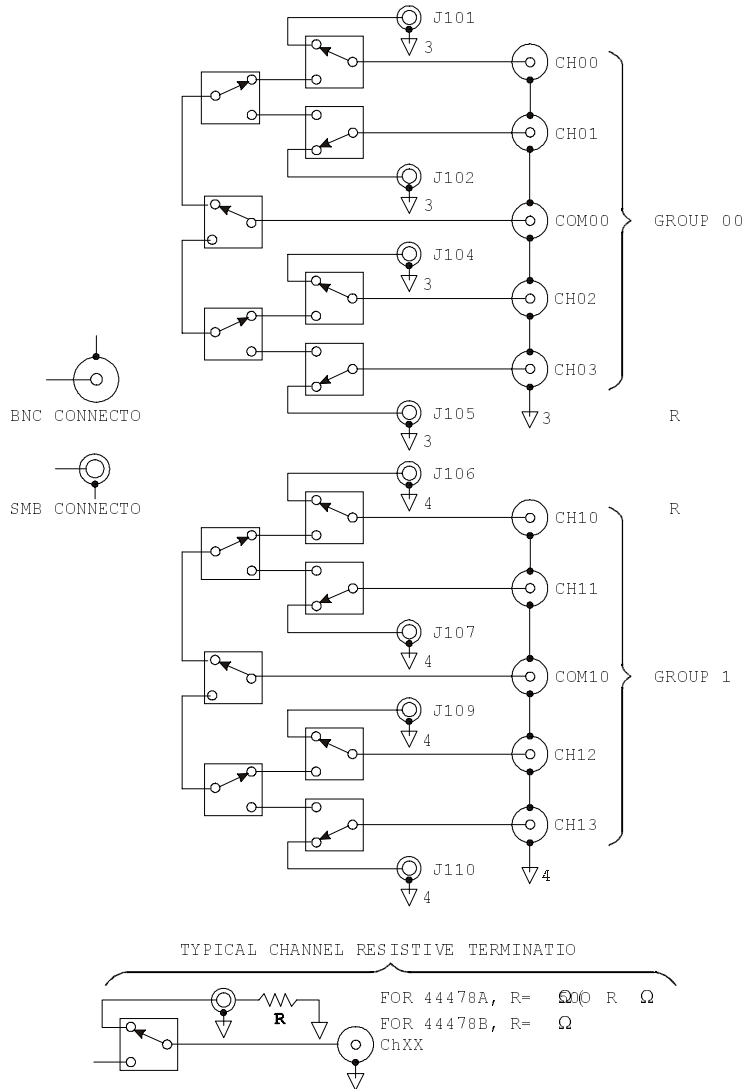 J101
3
CH00
CH01
J102
3
COM00
GROUP 00
J104
3
CH02
CH03
BNC CONNECTO
J105
3
3
R
SMB CONNECTO
J106
4
CH10
R
CH11
J107
4
COM10
GROUP 1
J109
4
CH12
CH13
J110
4
4
TYPICAL CHANNEL RESISTIVE TERMINATIO
R
FOR 44478A, R= Ω R Ω
FOR 44478B, R= Ω
ChXX